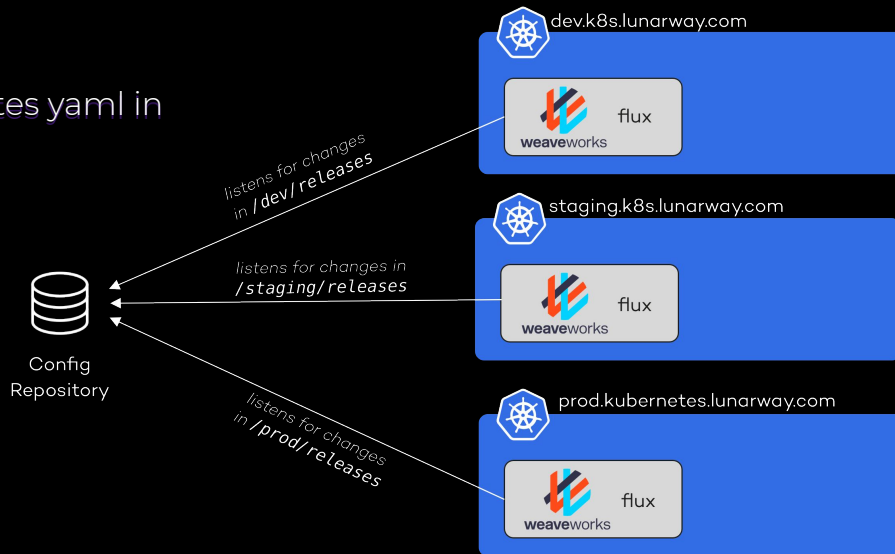 dev.k8s.lunarway.com
tes yaml in
weaveworks
flux
listens for changes
in /dev/releases
staging.k8s.lunarway.com
listens for changes in
/staging/releases
weaveworks
flux
Config
Repository
prod.kubernetes.lunarway.com
listens for changes
in /prod/releases
weaveworks
flux